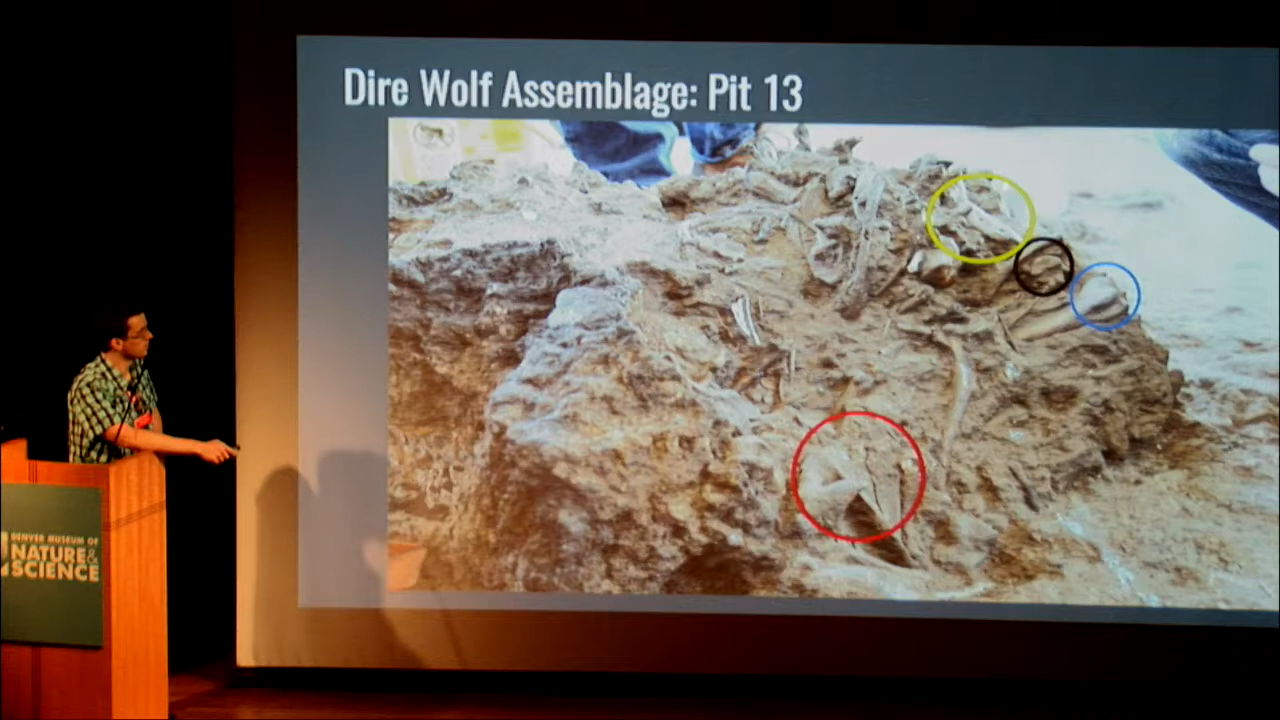 Dire Wolf Assemblage: Pit 13
DENVER MUSEUM OF
NATURE &
SCIENCE